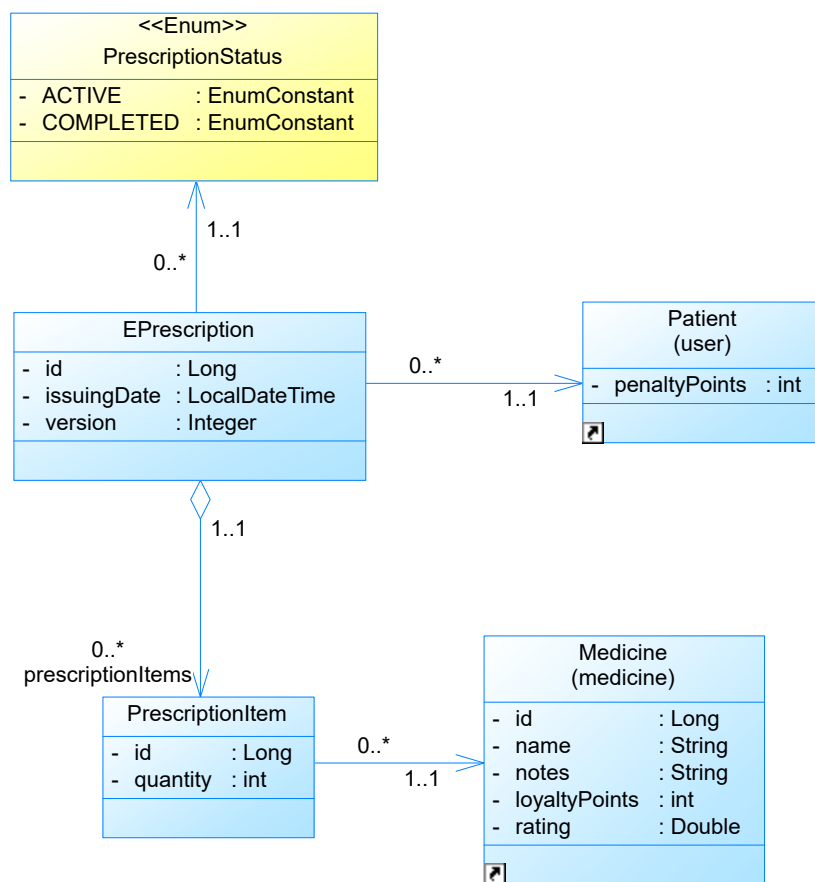 <<Enum>>
PrescriptionStatus
- ACTIVE : EnumConstant
- COMPLETED : EnumConstant
1..1
0..*
EPrescription
- id : Long
- issuingDate : LocalDateTime
- version : Integer
0..*
1..1
Patient
(user)
- penaltyPoints : int
1..1
0..*
prescriptionItems
PrescriptionItem
- id : Long
- quantity : int
0..*
1..1
Medicine
(medicine)
- id : Long
- name : String
- notes : String
- loyaltyPoints : int
- rating : Double